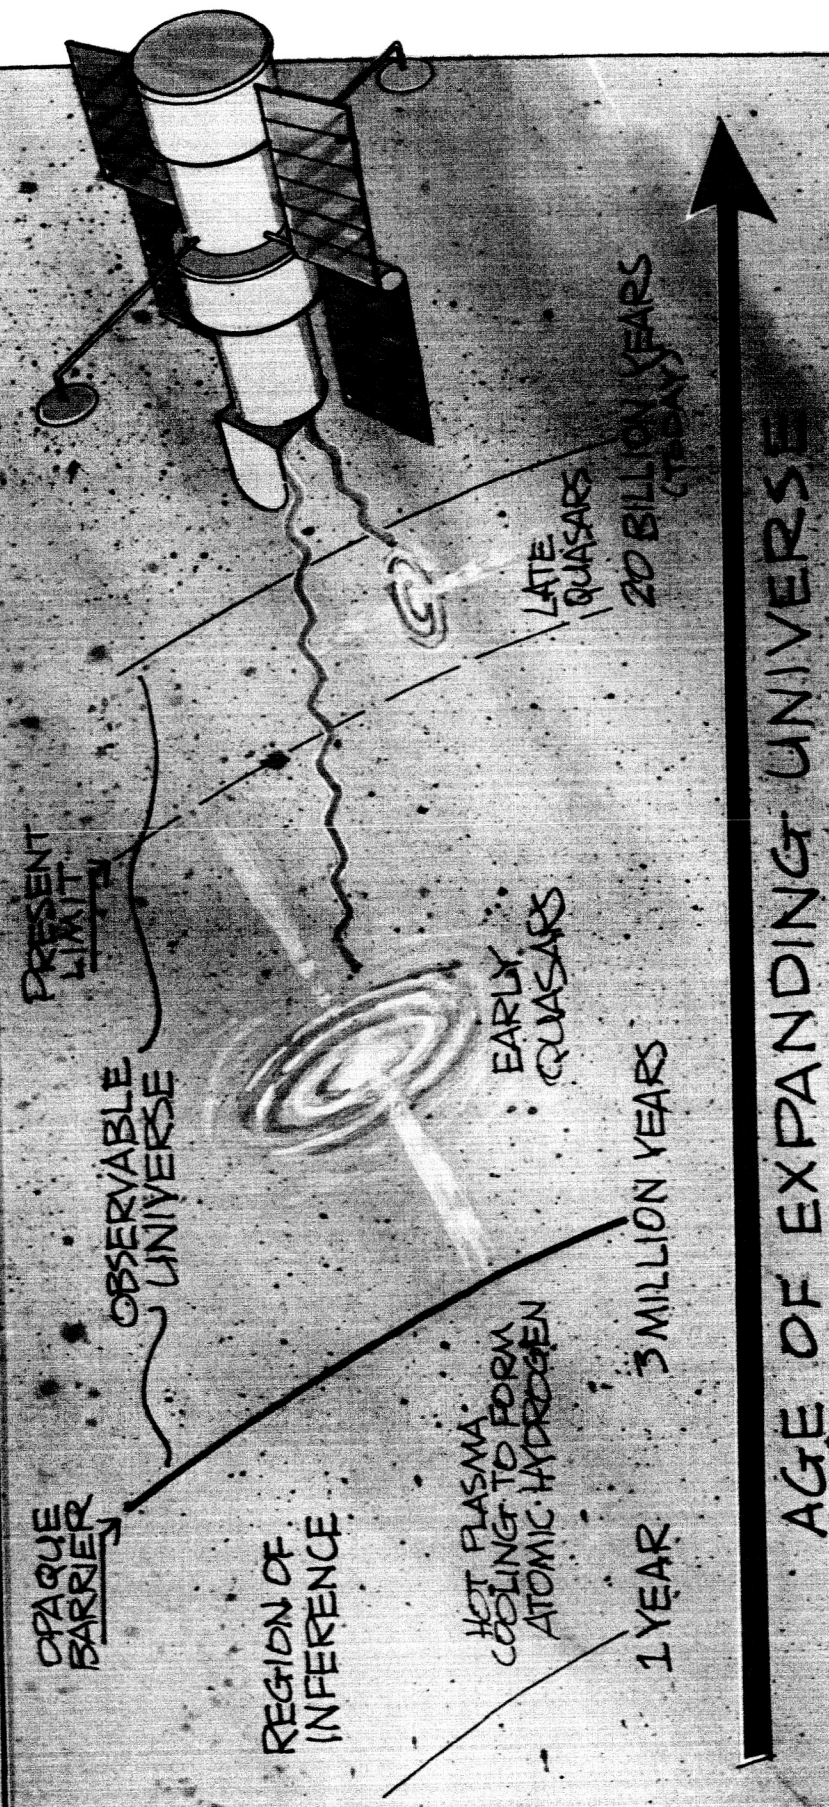 OPAQUE
BARRIER
OBSERVABLE
UNIVERSE
PRESENT
LIMIT
REGION OF
INFERENCE
HOT PLASMA
COOLING TO FORM
ATOMIC HYDROGEN
EARLY
QUASARS
LATE
QUASARS
1 YEAR
3 MILLION YEARS
20 BILLION YEARS
(TODAY)
AGE OF EXPANDING UNIVERSE